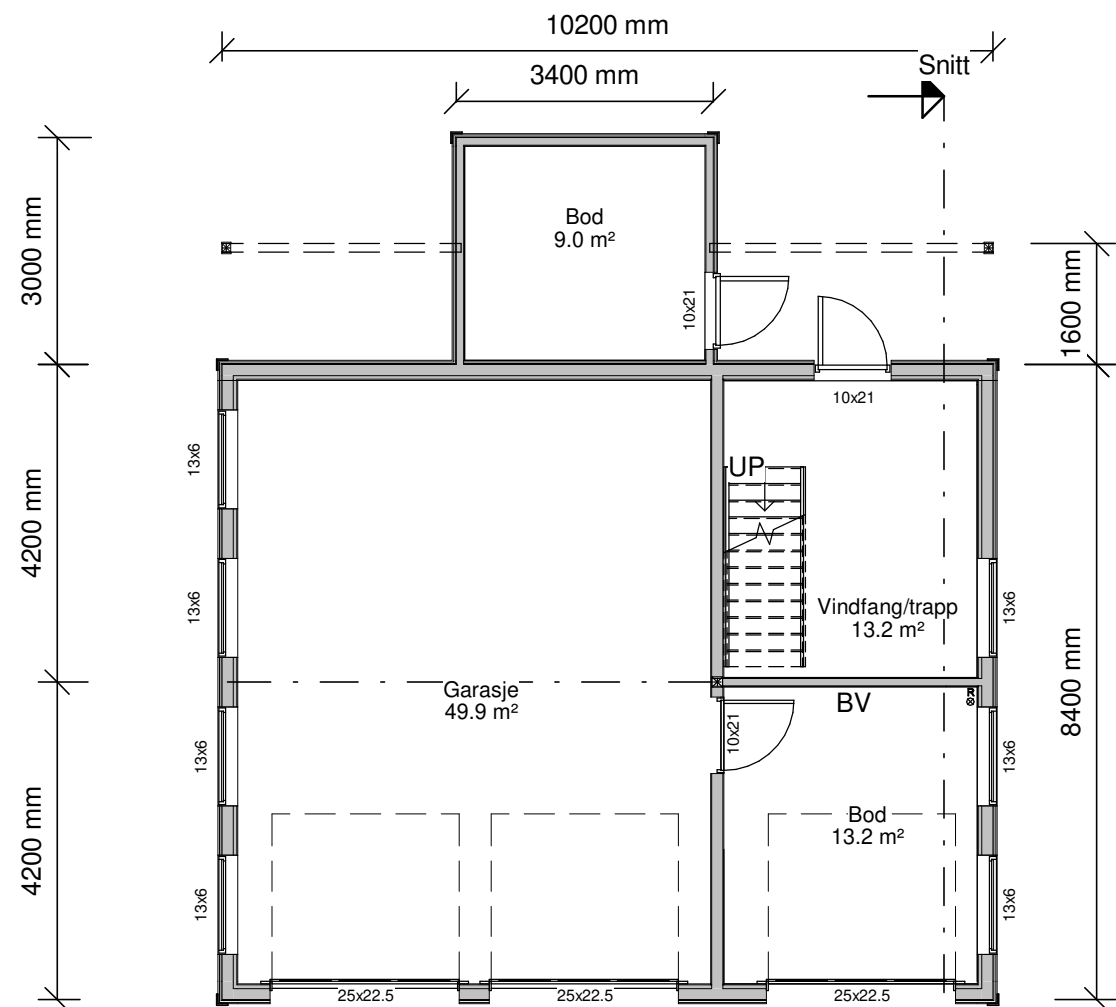 10200 mm
3400 mm
Snitt
3000 mm
Bod
9.0 m²
10x21
1600 mm
10x21
13x6
UP
4200 mm
13x6
Vindfang/trapp
13.2 m²
13x6
Garasje
49.9 m²
BV
8400 mm
10x21
13x6
13x6
4200 mm
Bod
13.2 m²
13x6
13x6
25x22.5
25x22.5
25x22.5